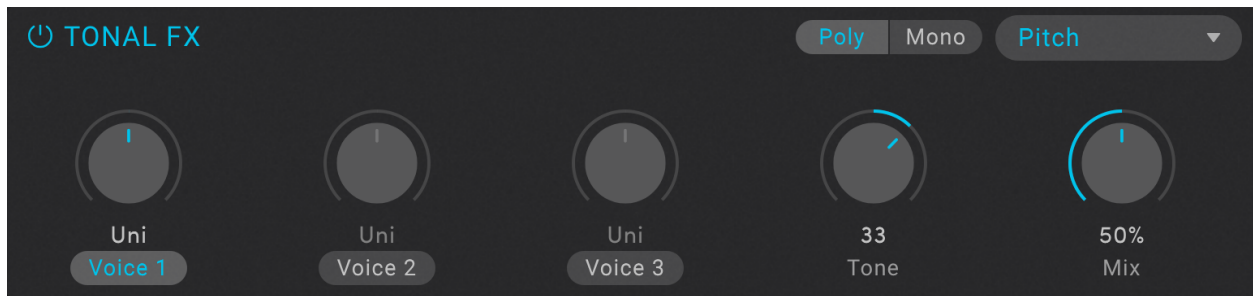 TONAL FX
Poly Mono Pitch
Uni Uni Uni 33 50%
Voice 1 Voice 2 Voice 3 Tone Mix